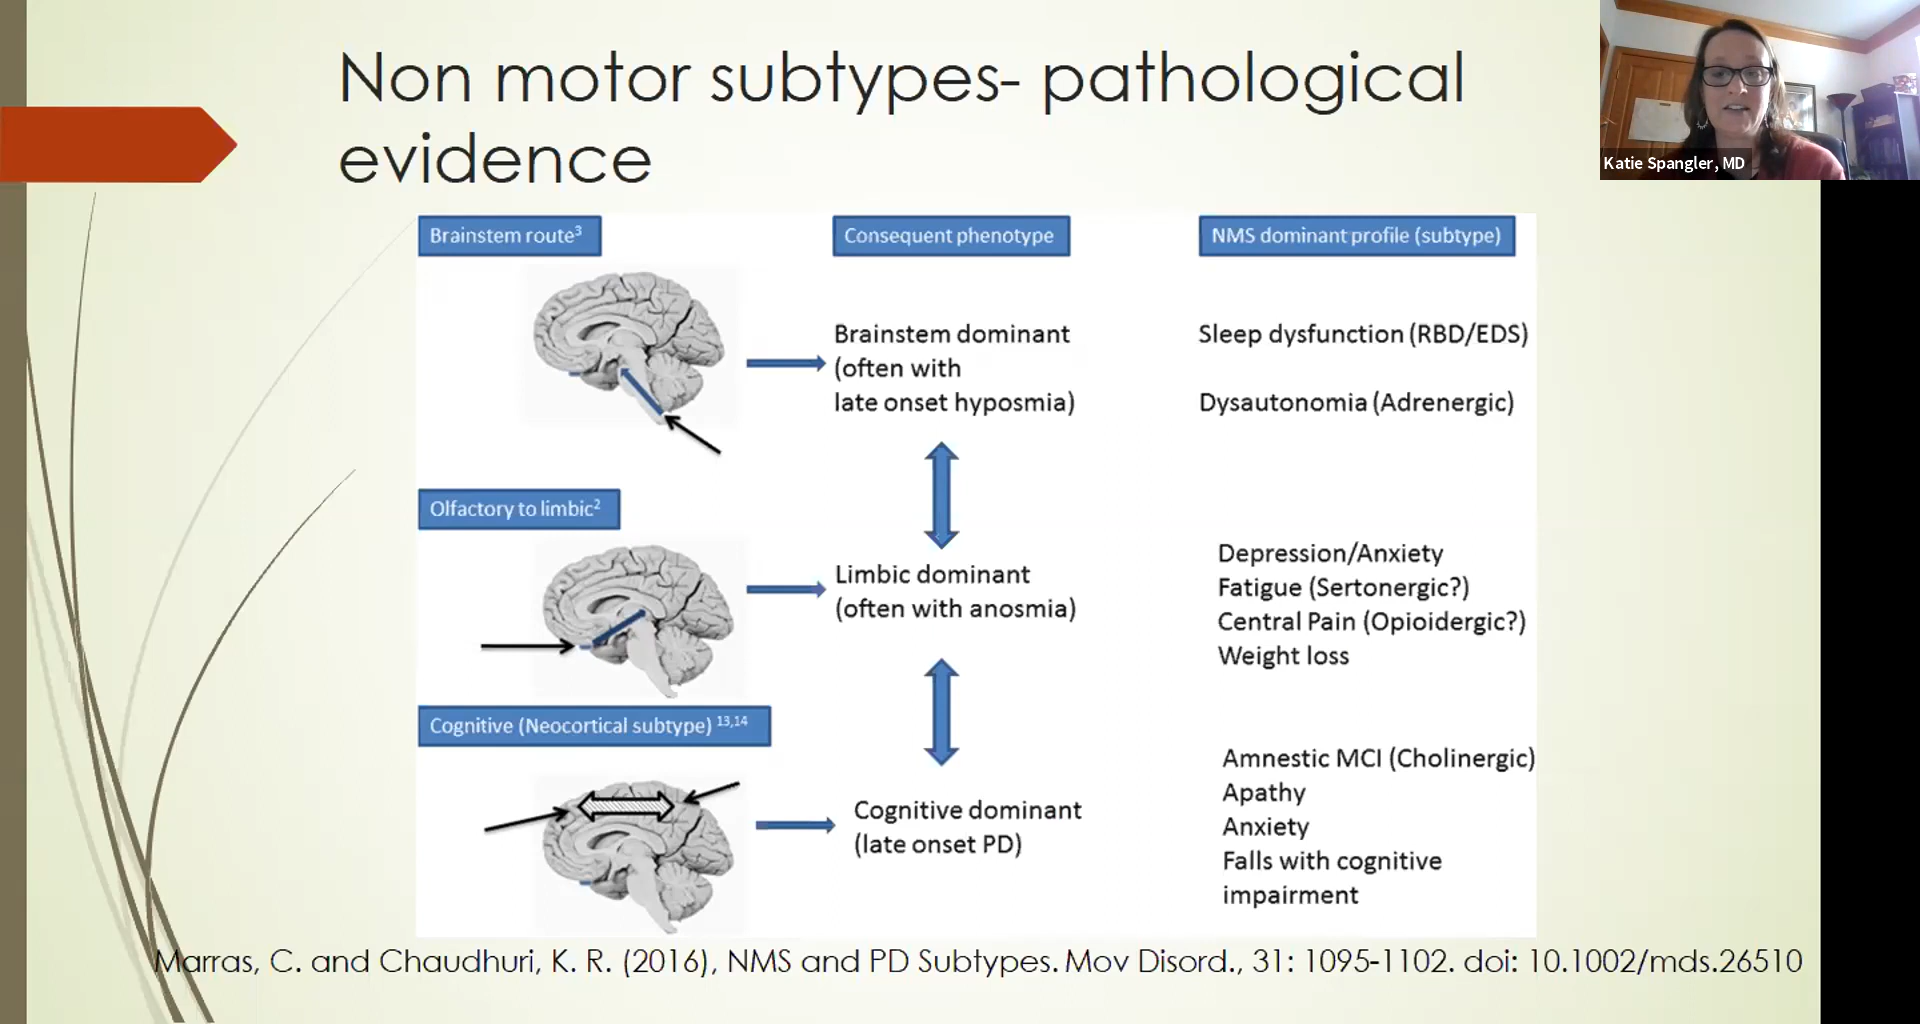 Non motor subtypes- pathological
evidence
Katie Spangler, MD
Brainstem route³
Consequent phenotype
NMS dominant profile (subtype)
Brainstem dominant
(often with
late onset hyposmia)
Sleep dysfunction (RBD/EDS)
Dysautonomia (Adrenergic)
Olfactory to limbic²
Limbic dominant
(often with anosmia)
Depression/Anxiety
Fatigue (Sertonergic?)
Central Pain (Opioidergic?)
Weight loss
Cognitive (Neocortical subtype) ¹³,¹⁴
Cognitive dominant
(late onset PD)
Amnestic MCI (Cholinergic)
Apathy
Anxiety
Falls with cognitive
impairment
Marras, C. and Chaudhuri, K. R. (2016), NMS and PD Subtypes. Mov Disord., 31: 1095-1102. doi: 10.1002/mds.26510